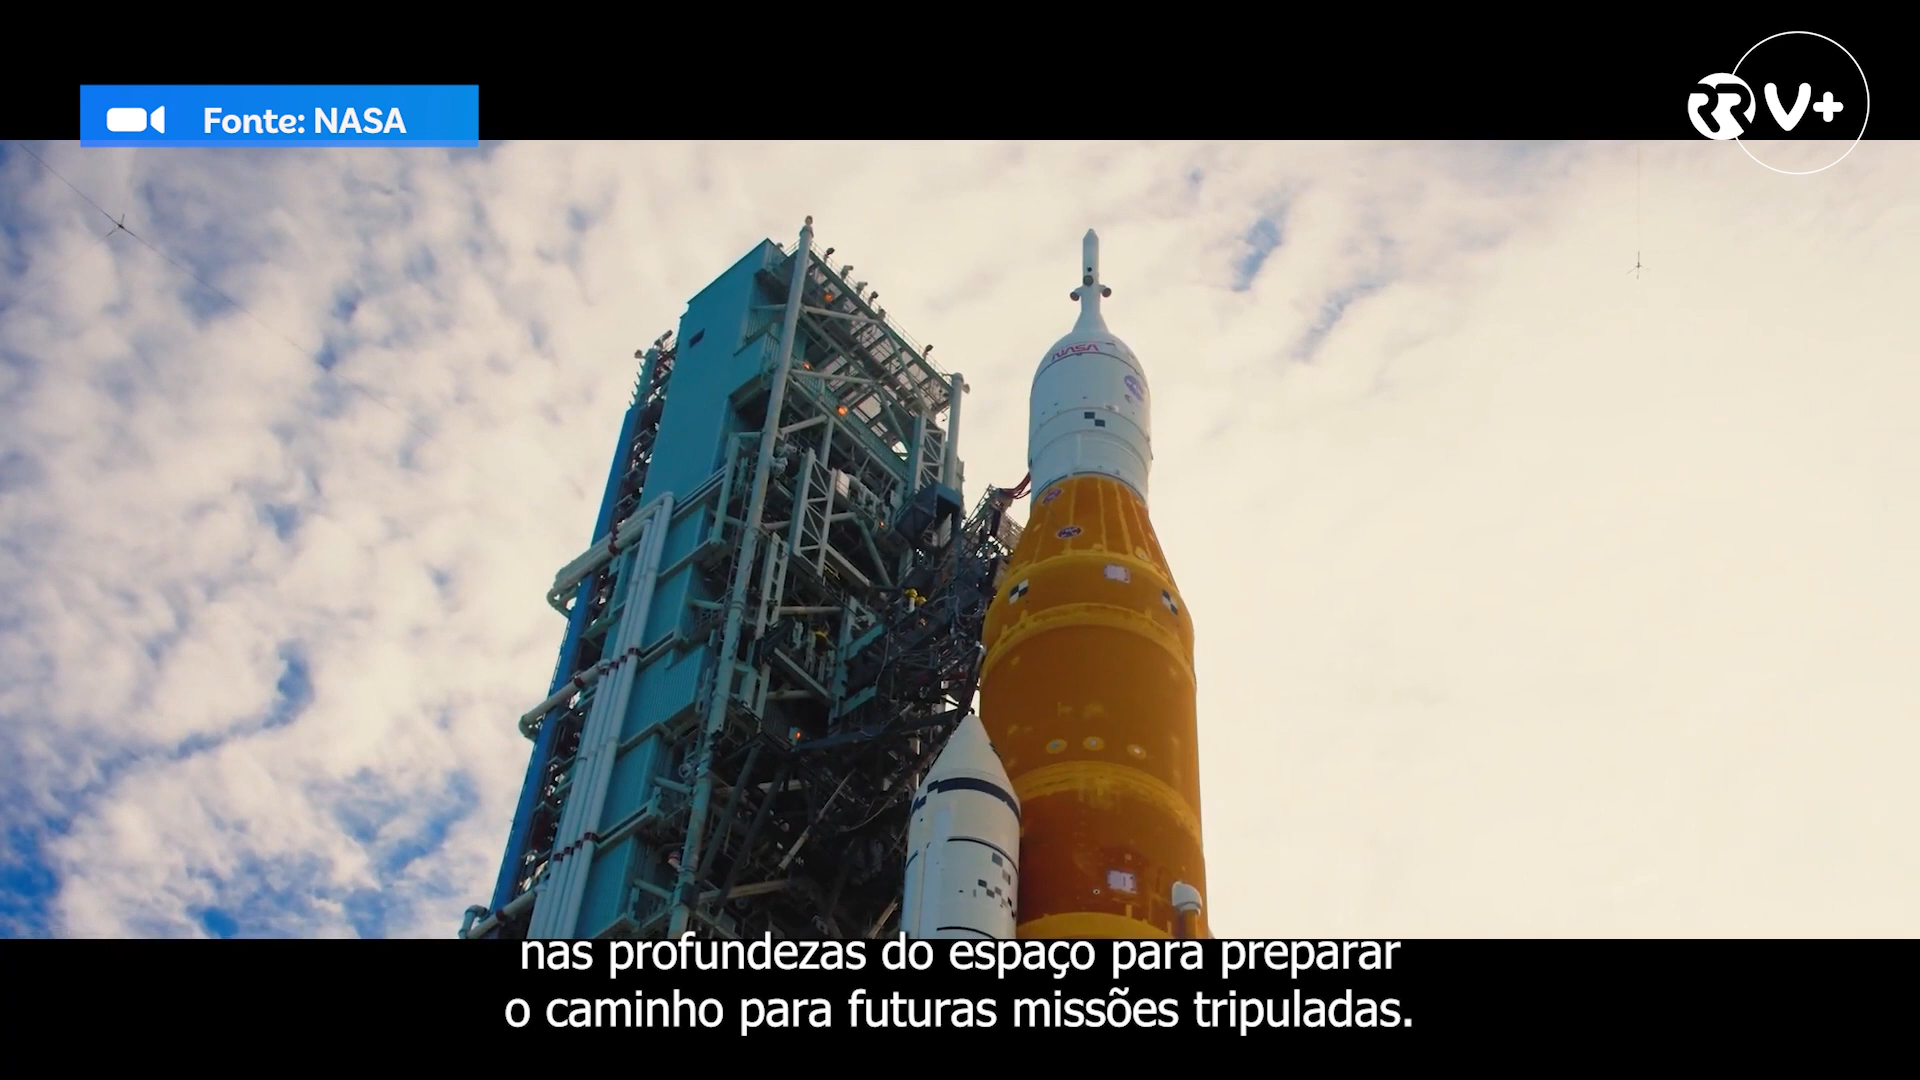 Fonte: NASA
RR V+
NASA
nas profundezas do espaço para preparar
o caminho para futuras missões tripuladas.